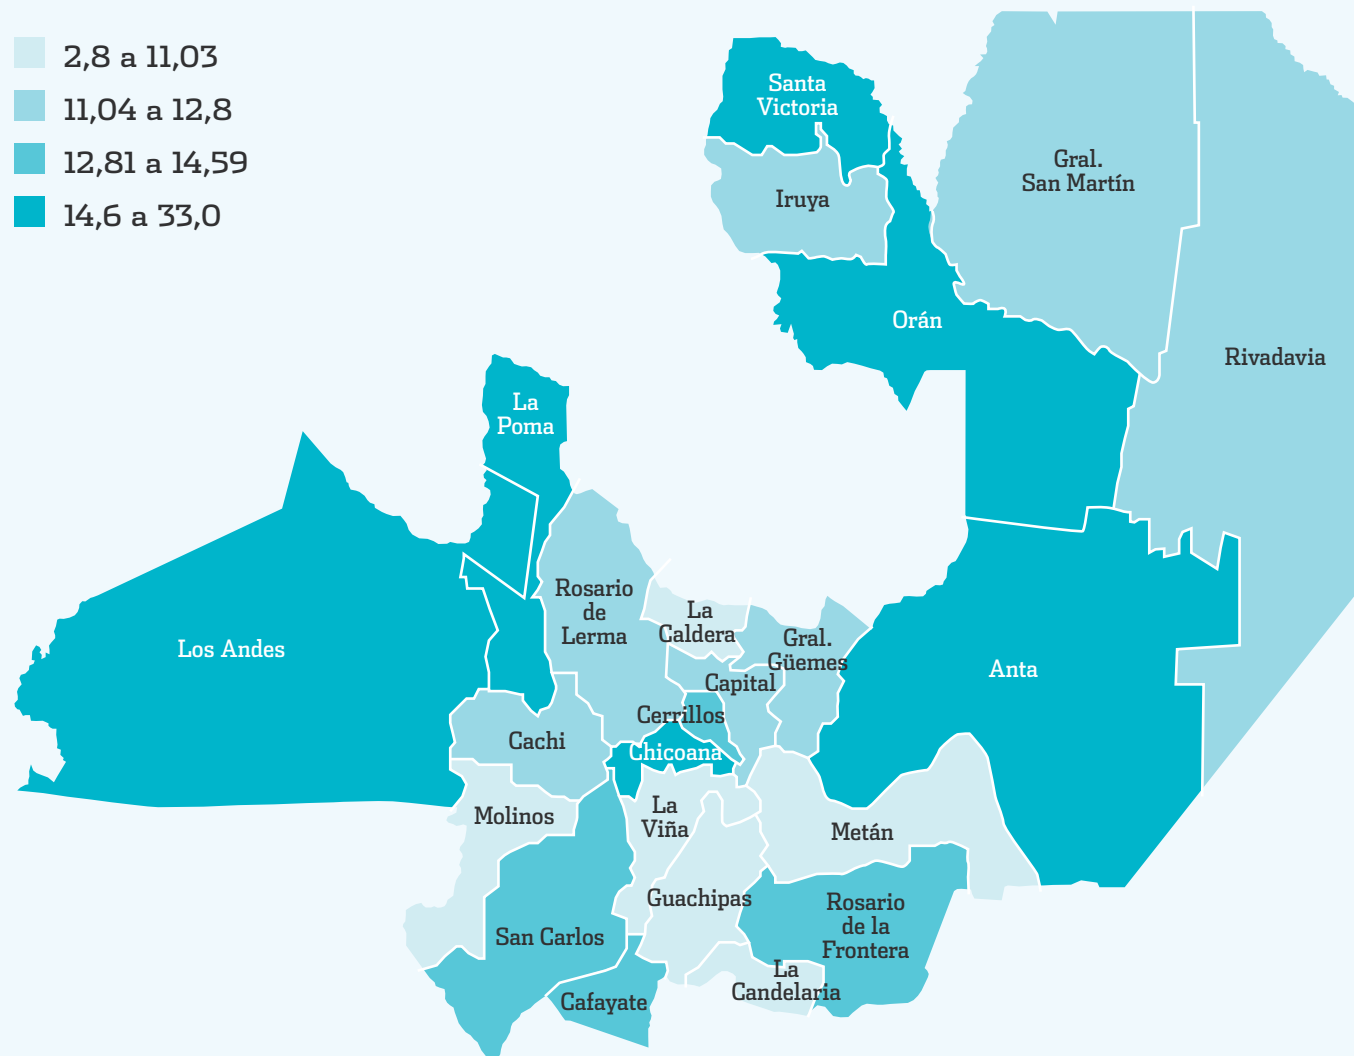 2,8 a 11,03
11,04 a 12,8
12,81 a 14,59
14,6 a 33,0
Santa
Victoria
Gral.
San Martín
Iruya
Orán
Rivadavia
La
Poma
Rosario
de
Lerma
La
Caldera
Gral.
Güemes
Los Andes
Anta
Capital
Cerrillos
Cachi
Chicoana
La
Viña
Molinos
Metán
Guachipas
Rosario
de la
Frontera
San Carlos
La
Candelaria
Cafayate